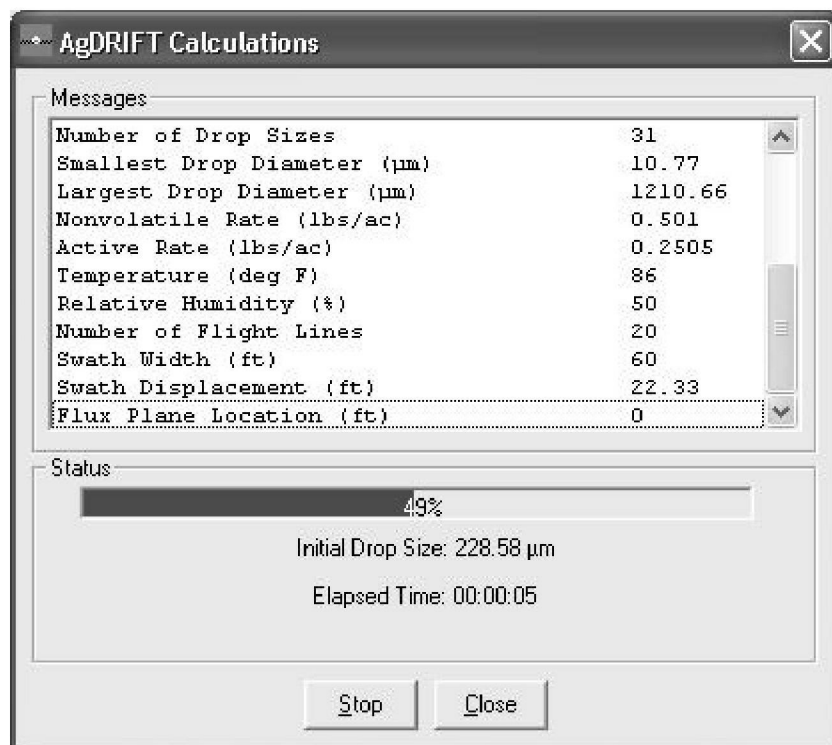 AgDRIFT Calculations
Messages
Number of Drop Sizes 31
Smallest Drop Diameter (µm) 10.77
Largest Drop Diameter (µm) 1210.66
Nonvolatile Rate (lbs/ac) 0.501
Active Rate (lbs/ac) 0.2505
Temperature (deg F) 86
Relative Humidity (%) 50
Number of Flight Lines 20
Swath Width (ft) 60
Swath Displacement (ft) 22.33
Flux Plane Location (ft) 0
Status
49%
Initial Drop Size: 228.58 µm
Elapsed Time: 00:00:05
Stop Close